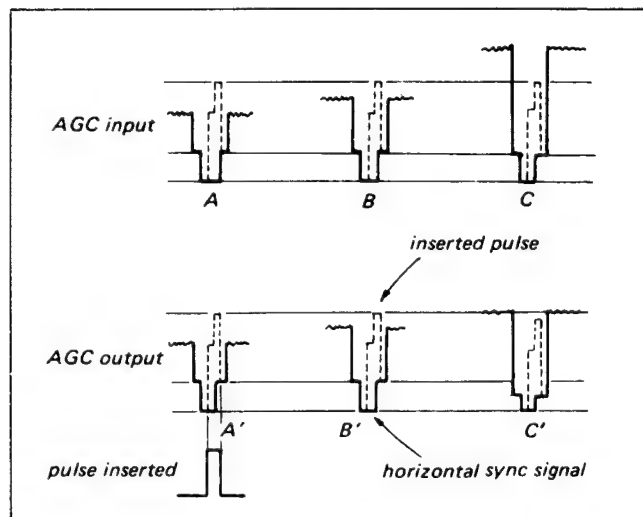 AGC input
A
B
C
inserted pulse
AGC output
A'
B'
C'
pulse inserted
horizontal sync signal